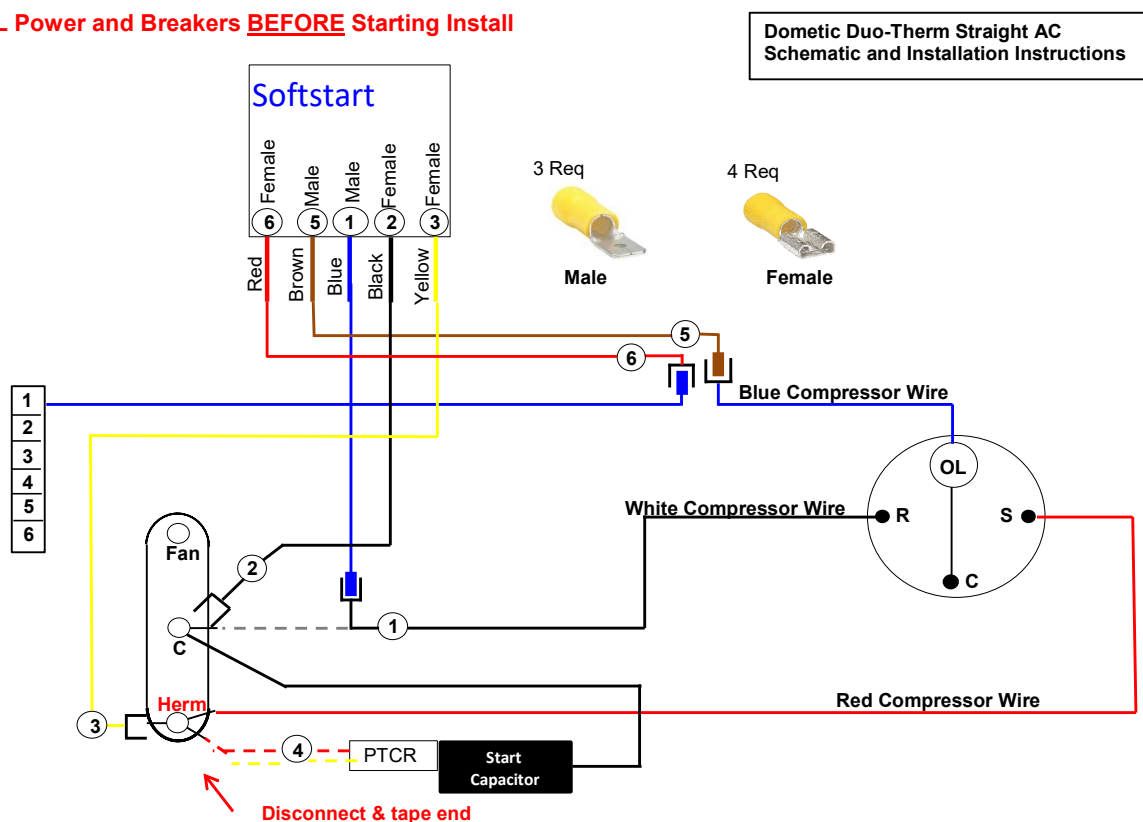 Power and Breakers BEFORE Starting Install
Dometic Duo-Therm Straight AC
Schematic and Installation Instructions
Softstart
Female
Male
Male
Female
Female
6
5
1
2
3
Red
Brown
Blue
Black
Yellow
3 Req
Male
4 Req
Female
5
6
1
2
3
4
5
6
Blue Compressor Wire
OL
White Compressor Wire
R
S
C
Fan
2
C
1
Herm
Red Compressor Wire
3
4
PTCR
Start
Capacitor
Disconnect & tape end